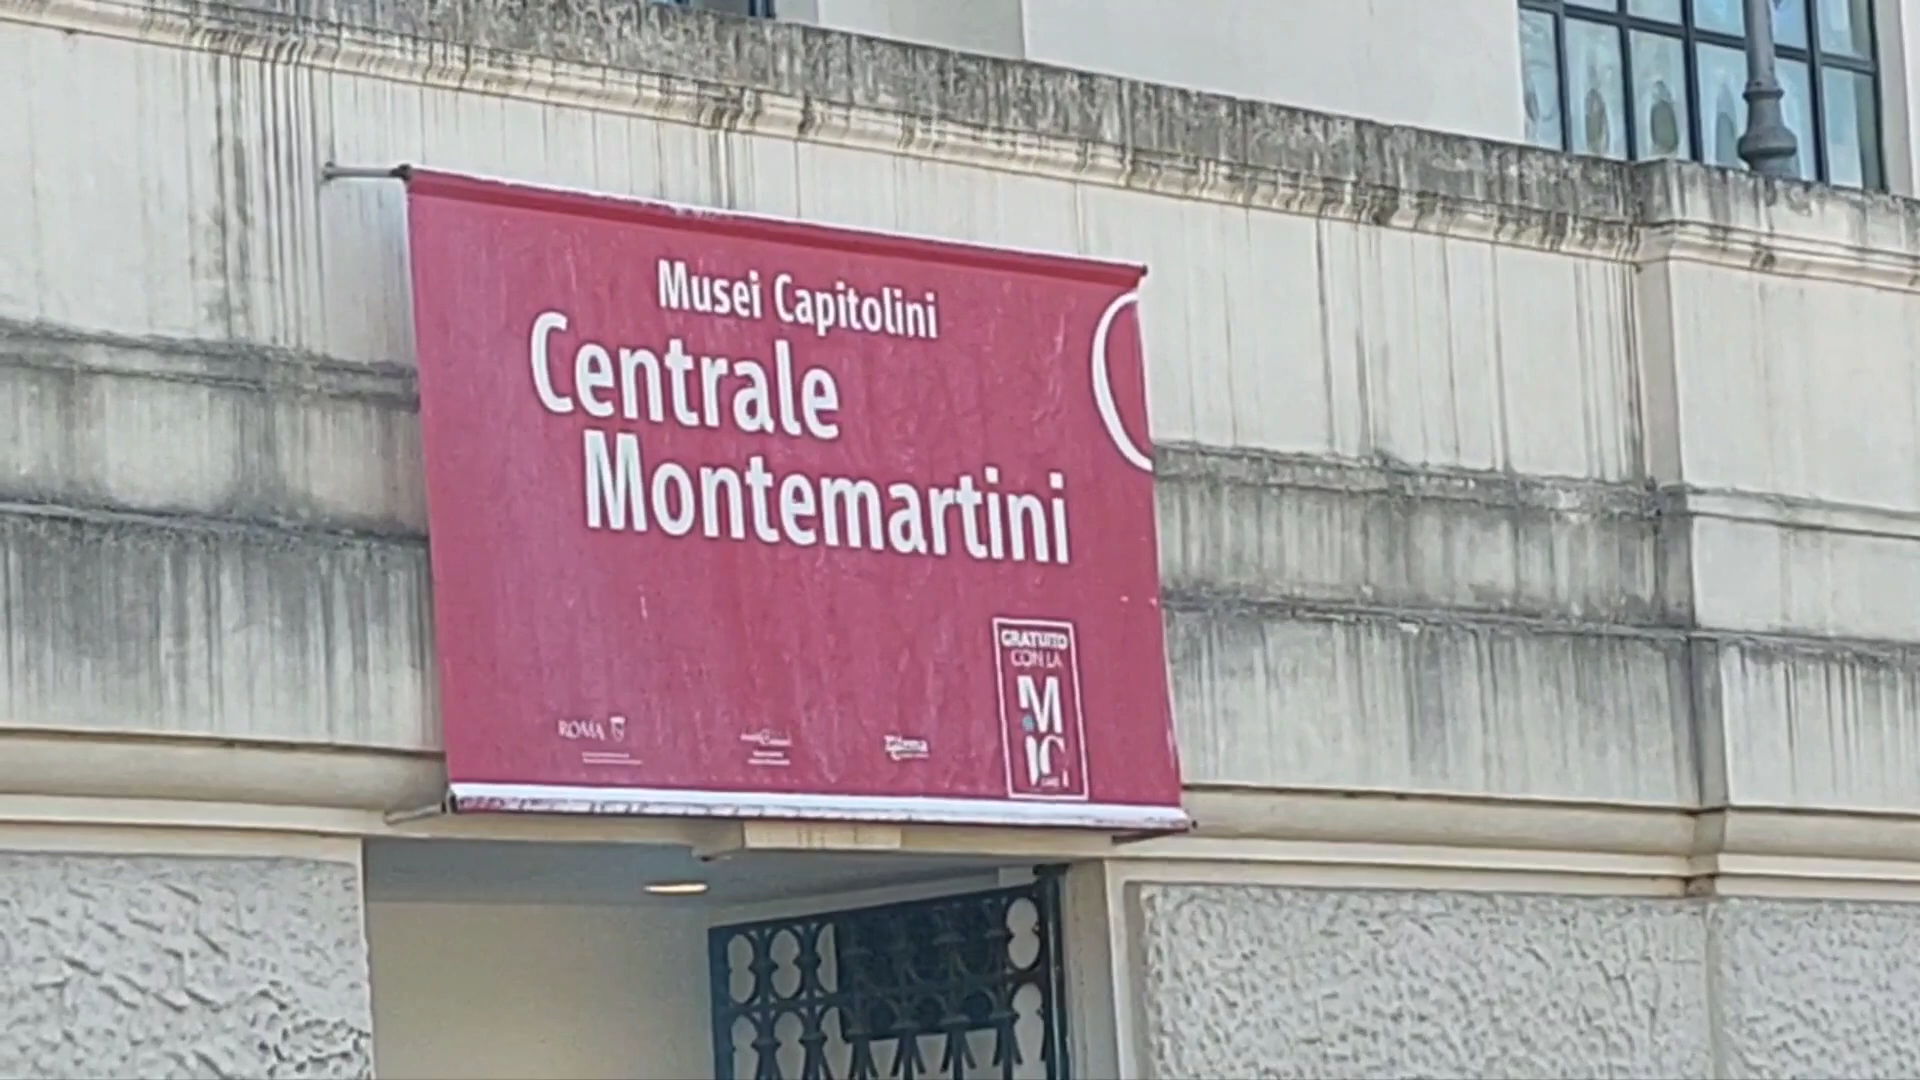 Musei Capitolini
Centrale
Montemartini
GRATUITO
CON LA
MIC
ROMA